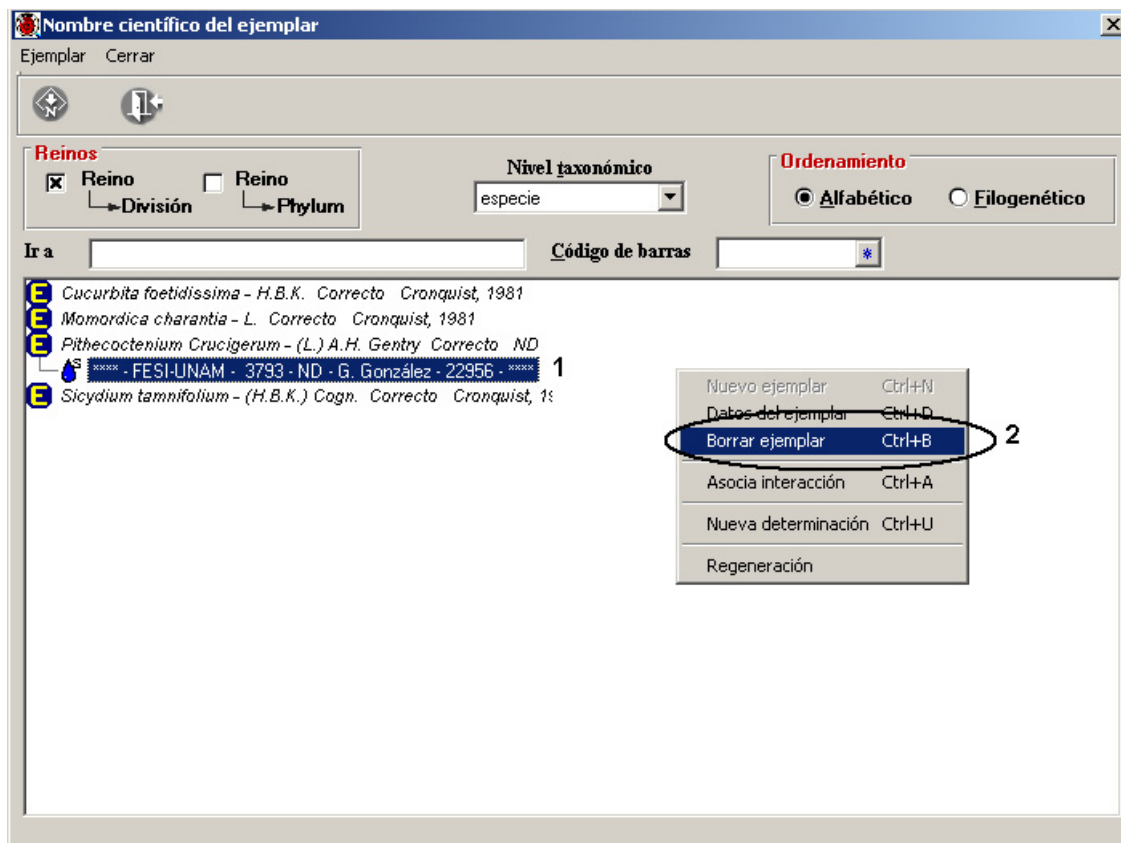 Nombre científico del ejemplar
Ejemplar Cerrar
N
Reinos
Reino
División
Reino
Phylum
Nivel taxonómico
especie
Ordenamiento
Alfabético Filogenético
Ir a
Código de barras
*
E Cucurbita foetidissima - H.B.K. Correcto Cronquist, 1981
E Momordica charantia - L. Correcto Cronquist, 1981
E Pithecoctenium Crucigerum - (L.) A.H. Gentry Correcto ND
S **** - FESI-UNAM - 3793 - ND - G. González - 22956 - **** 1
E Sicydium tamnifolium - (H.B.K.) Cogn. Correcto Cronquist, 19
Nuevo ejemplar Ctrl+N
Datos del ejemplar Ctrl+D
Borrar ejemplar Ctrl+B 2
Asocia interacción Ctrl+A
Nueva determinación Ctrl+U
Regeneración